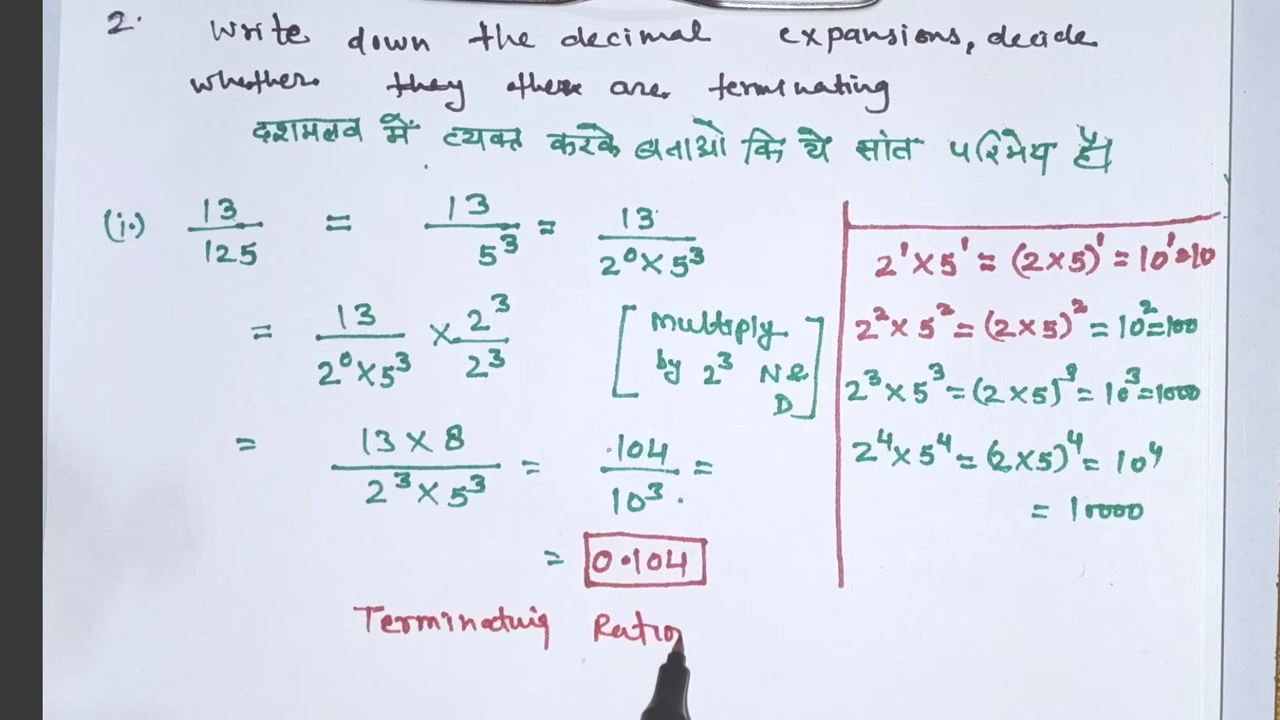 2. Write down the decimal expansions, decide
whether they these are terminating
दशमलव में व्यक्त करके बताओ कि ये सांत परिमेय हैं।
(i.) 13/125 = 13/5³ = 13/(2⁰×5³)
= 13/(2⁰×5³) × 2³/2³ [Multiply by 2³ N & D]
= (13×8)/(2³×5³) = 104/10³ =
= 0.104
Terminating Ratio
2¹×5¹ = (2×5)¹ = 10¹=10
2²×5² = (2×5)² = 10²=100
2³×5³ = (2×5)³ = 10³=1000
2⁴×5⁴ = (2×5)⁴ = 10⁴
= 10000